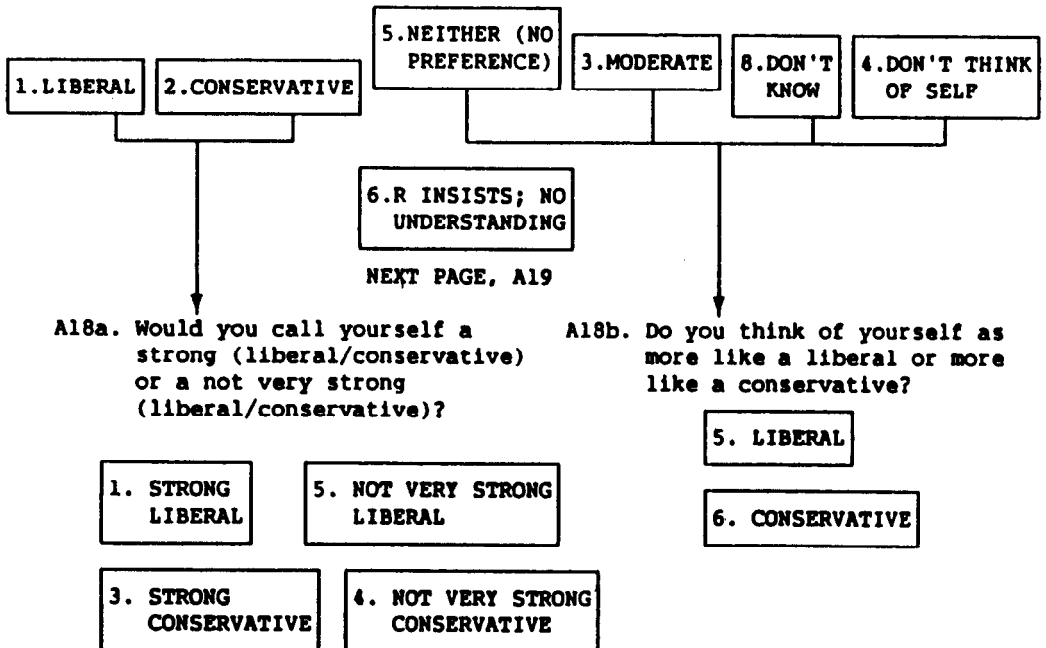 1.LIBERAL
2.CONSERVATIVE
5.NEITHER (NO
PREFERENCE)
3.MODERATE
8.DON'T
KNOW
4.DON'T THINK
OF SELF
6.R INSISTS; NO
UNDERSTANDING
NEXT PAGE, A19
A18a. Would you call yourself a
strong (liberal/conservative)
or a not very strong
(liberal/conservative)?
1. STRONG
LIBERAL
5. NOT VERY STRONG
LIBERAL
3. STRONG
CONSERVATIVE
4. NOT VERY STRONG
CONSERVATIVE
A18b. Do you think of yourself as
more like a liberal or more
like a conservative?
5. LIBERAL
6. CONSERVATIVE